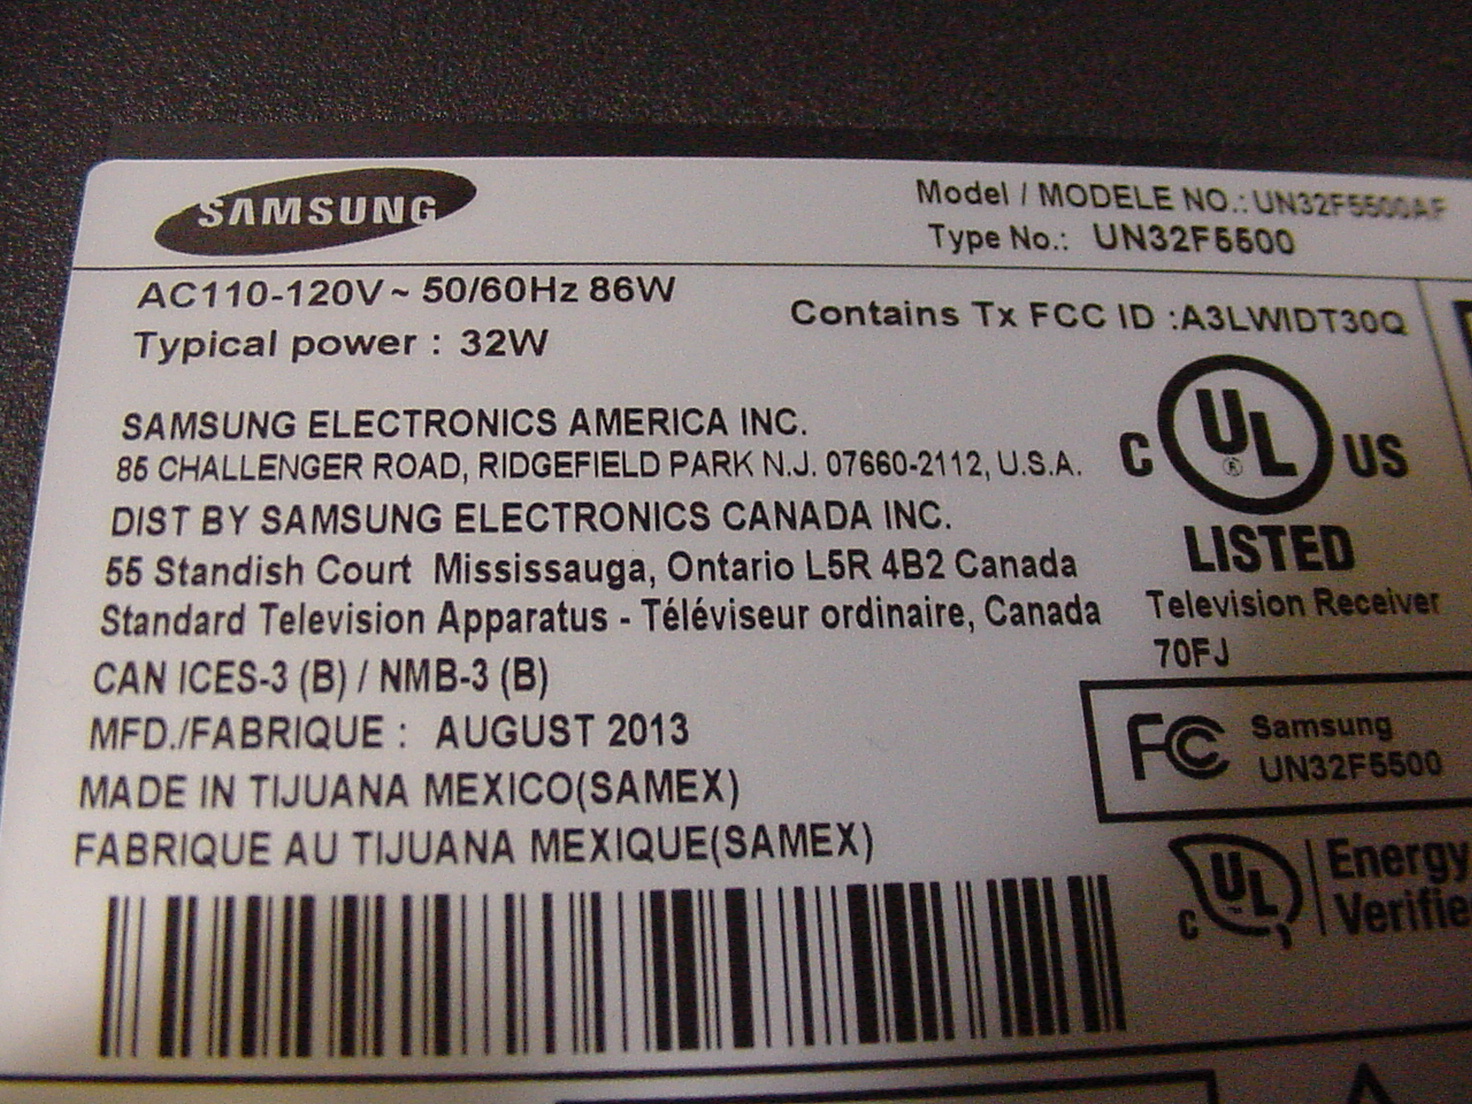 SAMSUNG
Model / MODELE NO.: UN32F5500AF
Type No.: UN32F5500
AC110-120V ~ 50/60Hz 86W
Typical power : 32W
Contains Tx FCC ID :A3LWIDT30Q
SAMSUNG ELECTRONICS AMERICA INC.
85 CHALLENGER ROAD, RIDGEFIELD PARK N.J. 07660-2112, U.S.A.
DIST BY SAMSUNG ELECTRONICS CANADA INC.
55 Standish Court Mississauga, Ontario L5R 4B2 Canada
Standard Television Apparatus - Téléviseur ordinaire, Canada
CAN ICES-3 (B) / NMB-3 (B)
MFD./FABRIQUE : AUGUST 2013
MADE IN TIJUANA MEXICO(SAMEX)
FABRIQUE AU TIJUANA MEXIQUE(SAMEX)
C UL ® US
LISTED
Television Receiver
70FJ
FC Samsung
UN32F5500
C UL ™ Energy
Verifie